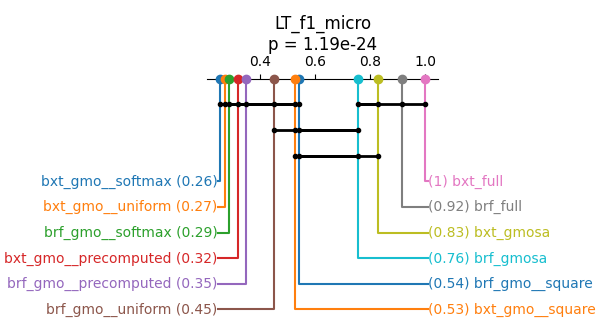 LT_f1_micro
p = 1.19e-24
0.4 0.6 0.8 1.0
bxt_gmo__softmax (0.26) (1) bxt_full
bxt_gmo__uniform (0.27) (0.92) brf_full
brf_gmo__softmax (0.29) (0.83) bxt_gmosa
bxt_gmo__precomputed (0.32) (0.76) brf_gmosa
brf_gmo__precomputed (0.35) (0.54) brf_gmo__square
brf_gmo__uniform (0.45) (0.53) bxt_gmo__square